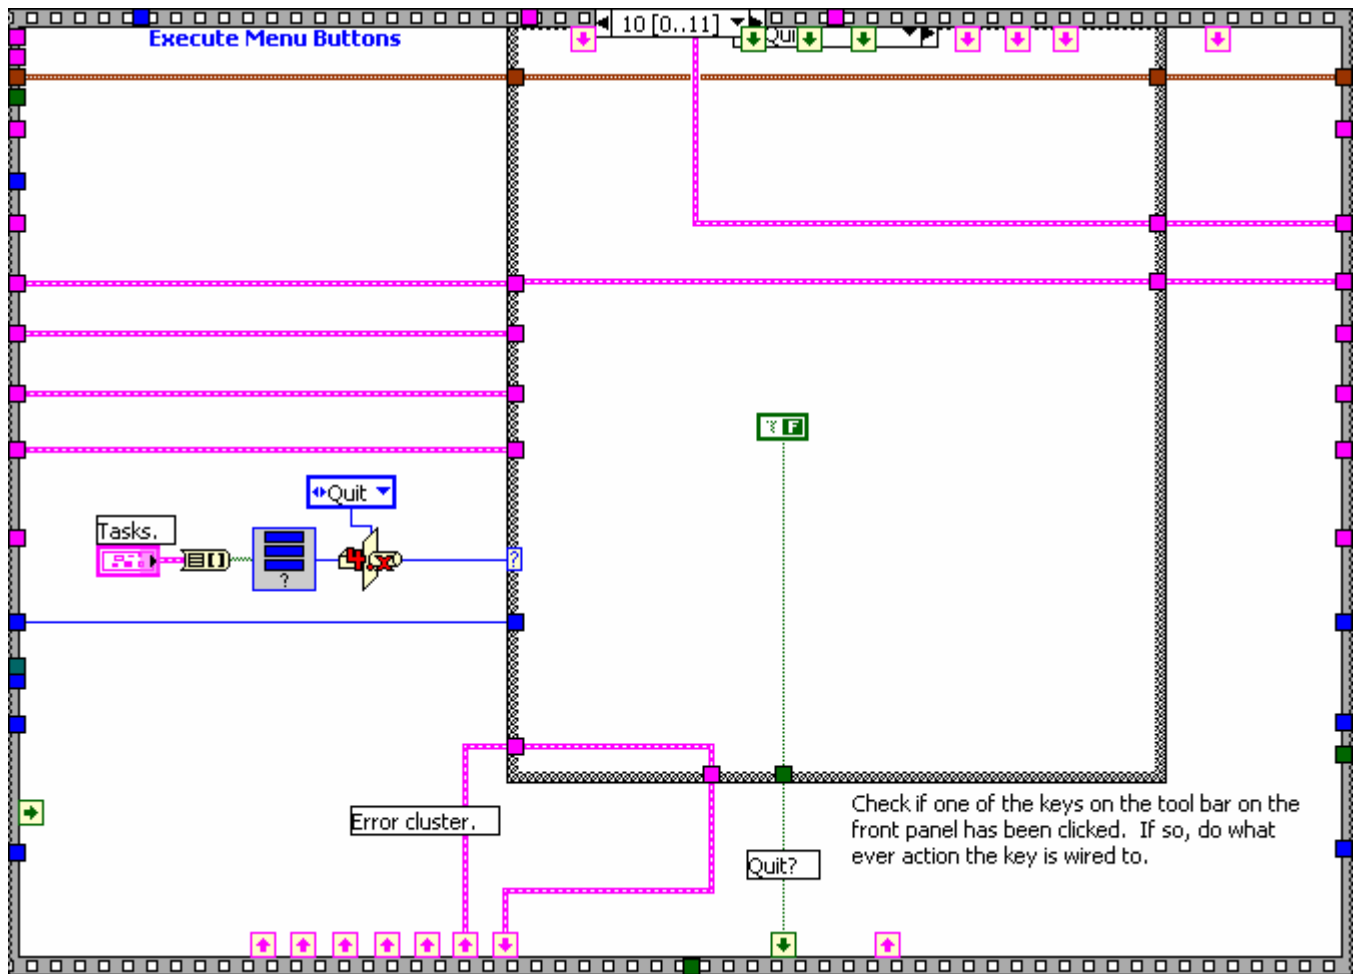 10 [0..11]
Execute Menu Buttons
Quit
Tasks.
?
?
F
Error cluster.
Check if one of the keys on the tool bar on the
front panel has been clicked.  If so, do what
ever action the key is wired to.
Quit?